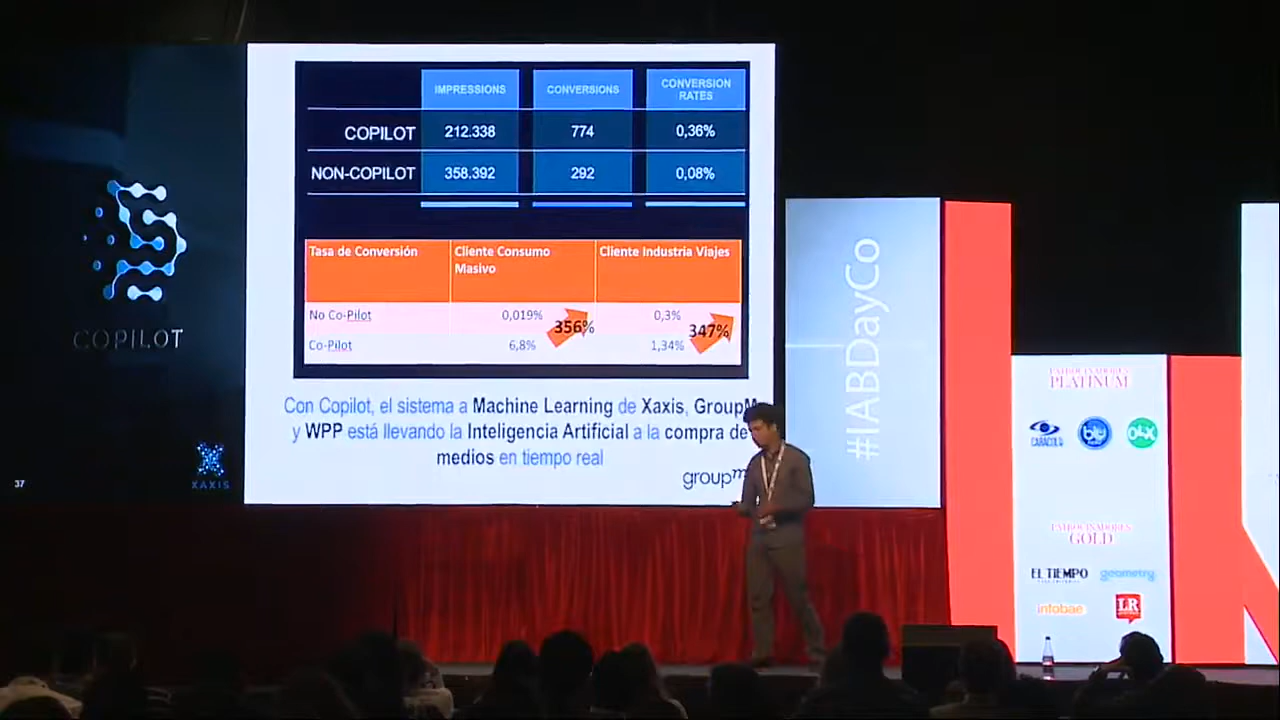 IMPRESSIONS CONVERSIONS CONVERSION RATES
COPILOT 212.338 774 0,36%
NON-COPILOT 358.392 292 0,08%
Tasa de Conversión Cliente Consumo Masivo Cliente Industria Viajes
No Co-Pilot 0,019% 0,3%
356% 347%
Co-Pilot 6,8% 1,34%
Con Copilot, el sistema a Machine Learning de Xaxis, GroupM
y WPP está llevando la Inteligencia Artificial a la compra de
medios en tiempo real
groupm
COPILOT
XAXIS
37
#IABDayCo
PATROCINADORES
PLATINUM
CARACOL
blu
OLX
PATROCINADORES
GOLD
EL TIEMPO
geometry
infobae
LR